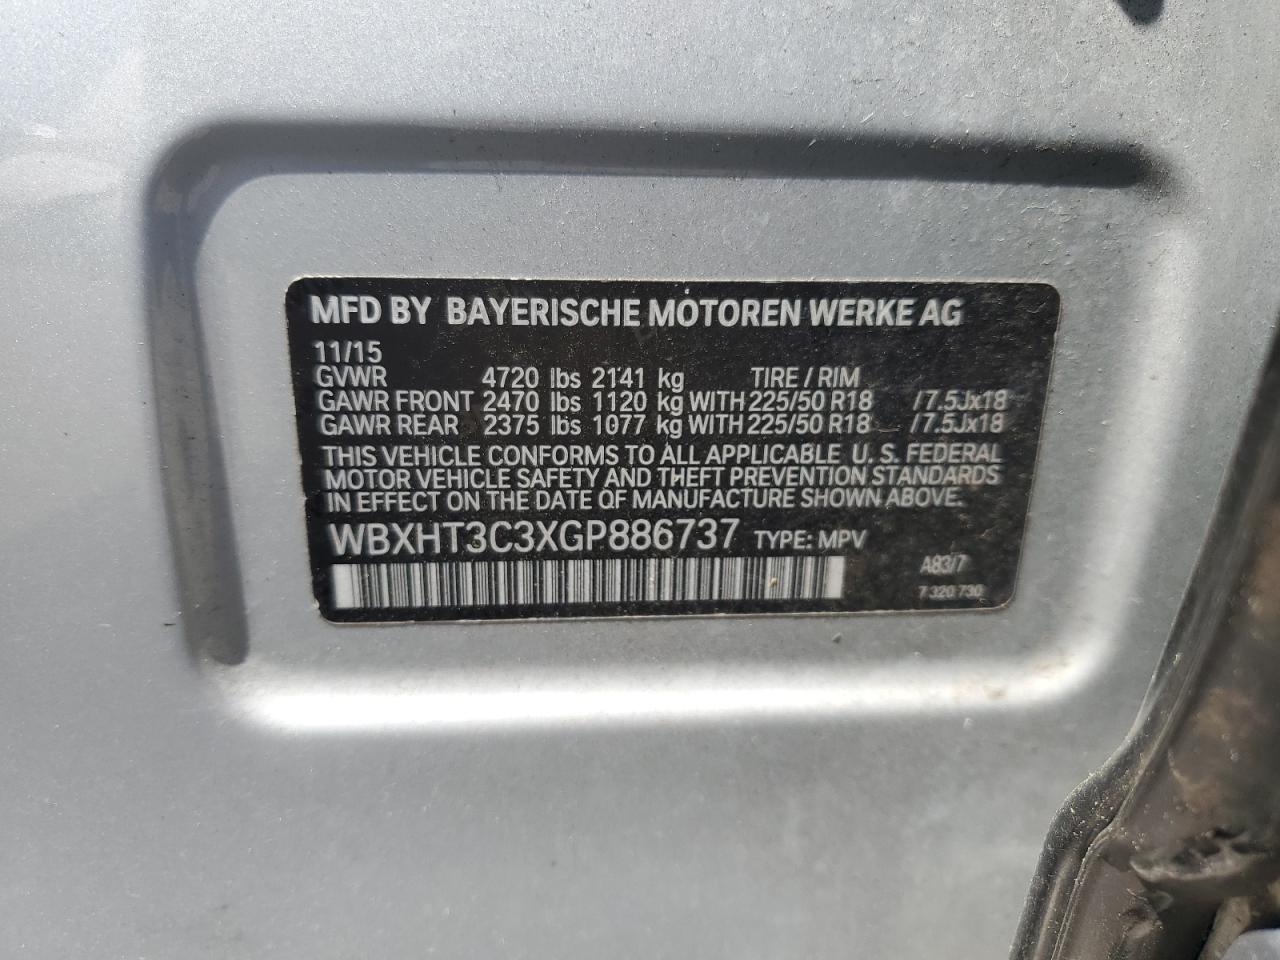 MFD BY BAYERISCHE MOTOREN WERKE AG
11/15
GVWR 4720 lbs 2141 kg TIRE / RIM
GAWR FRONT 2470 lbs 1120 kg WITH 225/50 R18 /7.5Jx18
GAWR REAR 2375 lbs 1077 kg WITH 225/50 R18 /7.5Jx18
THIS VEHICLE CONFORMS TO ALL APPLICABLE U. S. FEDERAL
MOTOR VEHICLE SAFETY AND THEFT PREVENTION STANDARDS
IN EFFECT ON THE DATE OF MANUFACTURE SHOWN ABOVE.
WBXHT3C3XGP886737 TYPE: MPV
A83/7
7 320 730